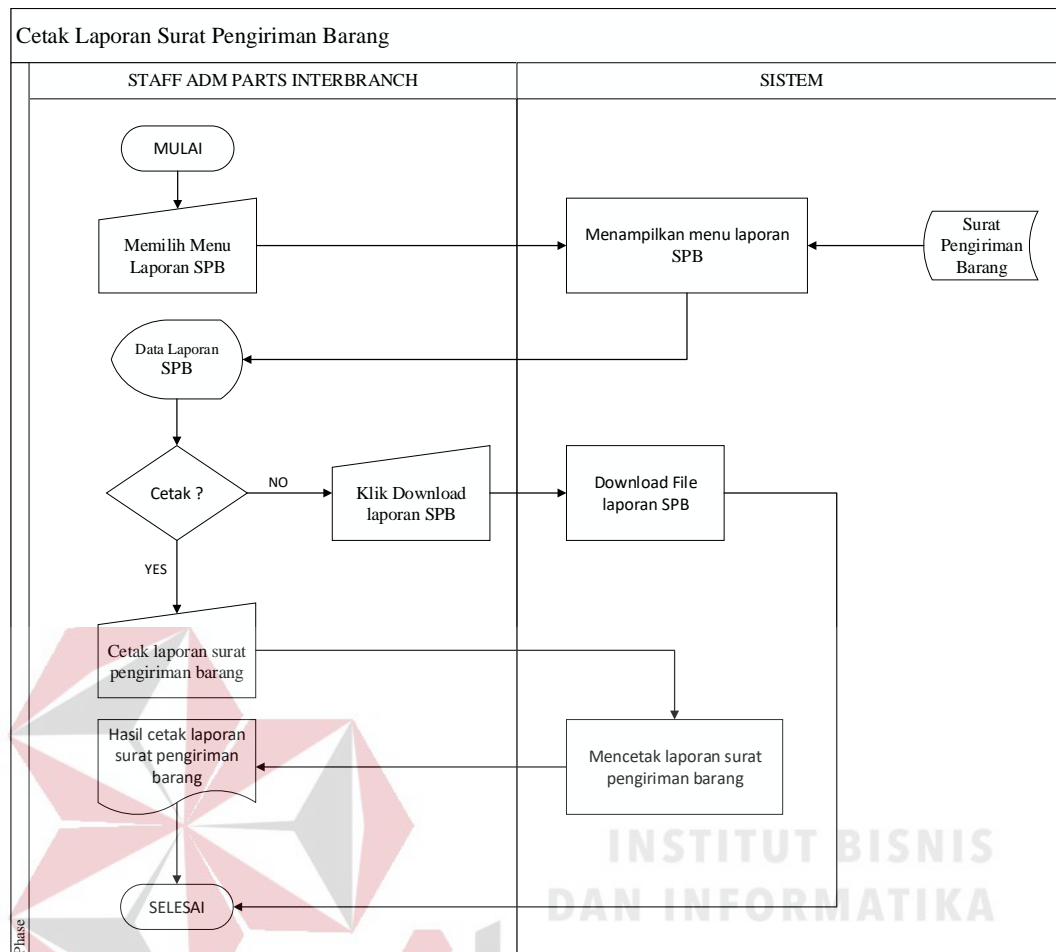 Cetak Laporan Surat Pengiriman Barang
STAFF ADM PARTS INTERBRANCH
SISTEM
MULAI
Memilih Menu
Laporan SPB
Menampilkan menu laporan
SPB
Surat
Pengiriman
Barang
Data Laporan
SPB
Cetak ?
NO
Klik Download
laporan SPB
Download File
laporan SPB
YES
Cetak laporan surat
pengiriman barang
Hasil cetak laporan
surat pengiriman
barang
Mencetak laporan surat
pengiriman barang
INSTITUT BISNIS
DAN INFORMATIKA
SELESAI
Phase